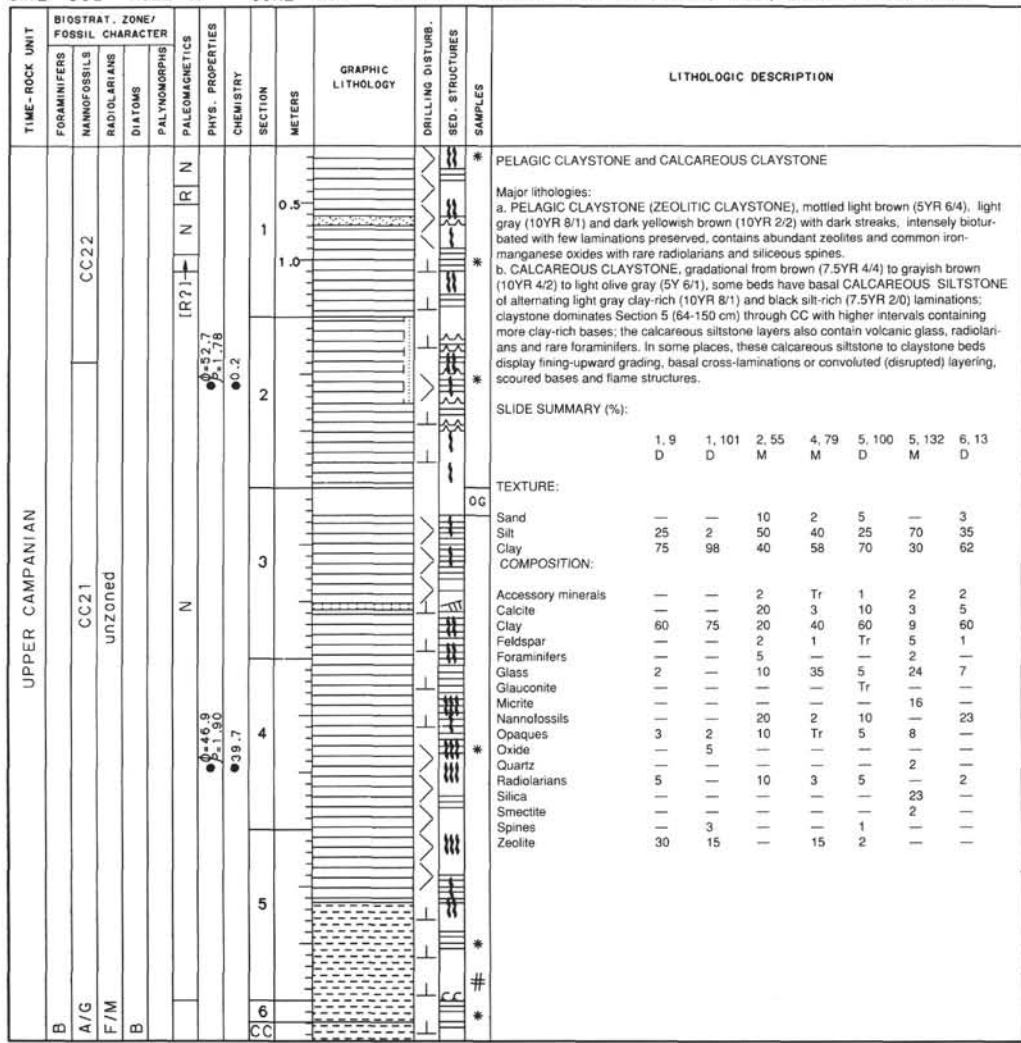 TIME-ROCK UNIT
BIOSTRAT. ZONE/
FOSSIL CHARACTER
FORAMINIFERS
NANNOFOSSILS
RADIOLARIANS
DIATOMS
PALYNOMORPHS
PALEOMAGNETICS
PHYS. PROPERTIES
CHEMISTRY
SECTION
METERS
GRAPHIC
LITHOLOGY
DRILLING DISTURB.
SED. STRUCTURES
SAMPLES
LITHOLOGIC DESCRIPTION
UPPER CAMPANIAN
B
CC22
CC21
A/G
unzoned
F/M
B
N
R
N
[R?]
N
Φ=52.7
ρ=1.78
Φ=46.9
ρ=1.90
0.2
39.7
1
2
3
4
5
6
CC
0.5
1.0
*
*
*
OG
*
*
#
*
PELAGIC CLAYSTONE and CALCAREOUS CLAYSTONE
Major lithologies:
a. PELAGIC CLAYSTONE (ZEOLITIC CLAYSTONE), mottled light brown (5YR 6/4), light
gray (10YR 8/1) and dark yellowish brown (10YR 2/2) with dark streaks, intensely biotur-
bated with few laminations preserved, contains abundant zeolites and common iron-
manganese oxides with rare radiolarians and siliceous spines.
b. CALCAREOUS CLAYSTONE, gradational from brown (7.5YR 4/4) to grayish brown
(10YR 4/2) to light olive gray (5Y 6/1), some beds have basal CALCAREOUS SILTSTONE
of alternating light gray clay-rich (10YR 8/1) and black silt-rich (7.5YR 2/0) laminations;
claystone dominates Section 5 (64-150 cm) through CC with higher intervals containing
more clay-rich bases; the calcareous siltstone layers also contain volcanic glass, radiolari-
ans and rare foraminifers. In some places, these calcareous siltstone to claystone beds
display fining-upward grading, basal cross-laminations or convoluted (disrupted) layering,
scoured bases and flame structures.
SLIDE SUMMARY (%):
1, 9 1, 101 2, 55 4, 79 5, 100 5, 132 6, 13
D D M M D M D
TEXTURE:
Sand — — 10 2 5 — 3
Silt 25 2 50 40 25 70 35
Clay 75 98 40 58 70 30 62
COMPOSITION:
Accessory minerals — — 2 Tr 1 2 2
Calcite — — 20 3 10 3 5
Clay 60 75 20 40 60 9 60
Feldspar — — 2 1 Tr 5 1
Foraminifers — — 5 — — 2 —
Glass 2 — 10 35 5 24 7
Glauconite — — — — Tr — —
Micrite — — — — — 16 —
Nannofossils — — 20 2 10 — 23
Opaques 3 2 10 Tr 5 8 —
Oxide — 5 — — — — —
Quartz — — — — — 2 —
Radiolarians 5 — 10 3 5 — 2
Silica — — — — — 23 —
Smectite — — — — — 2 —
Spines — 3 — — 1 — —
Zeolite 30 15 — 15 2 — —